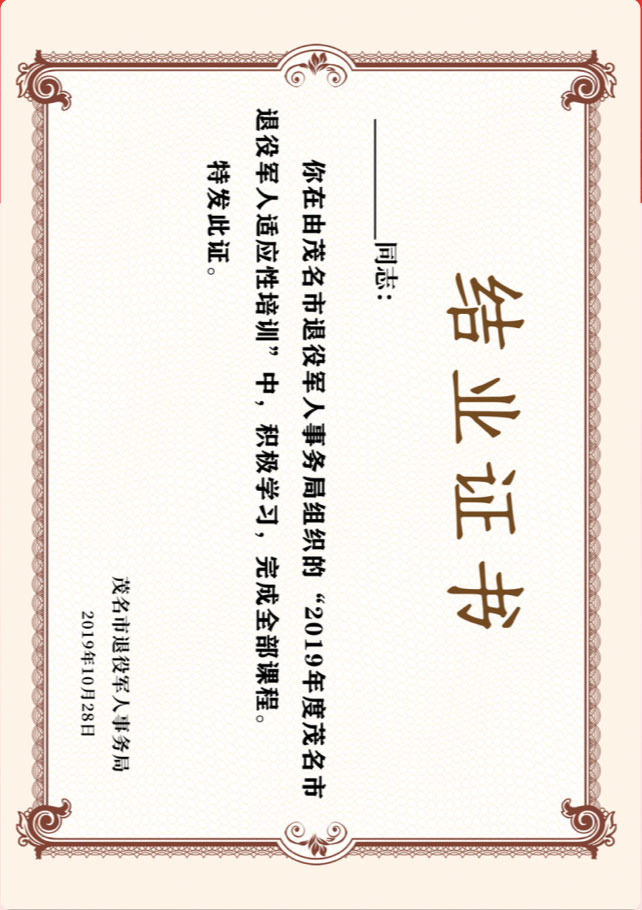 结业证书
__________同志：
你在由茂名市退役军人事务局组织的“2019年度茂名市
退役军人适应性培训”中，积极学习，完成全部课程。
特发此证。
茂名市退役军人事务局
2019年10月28日